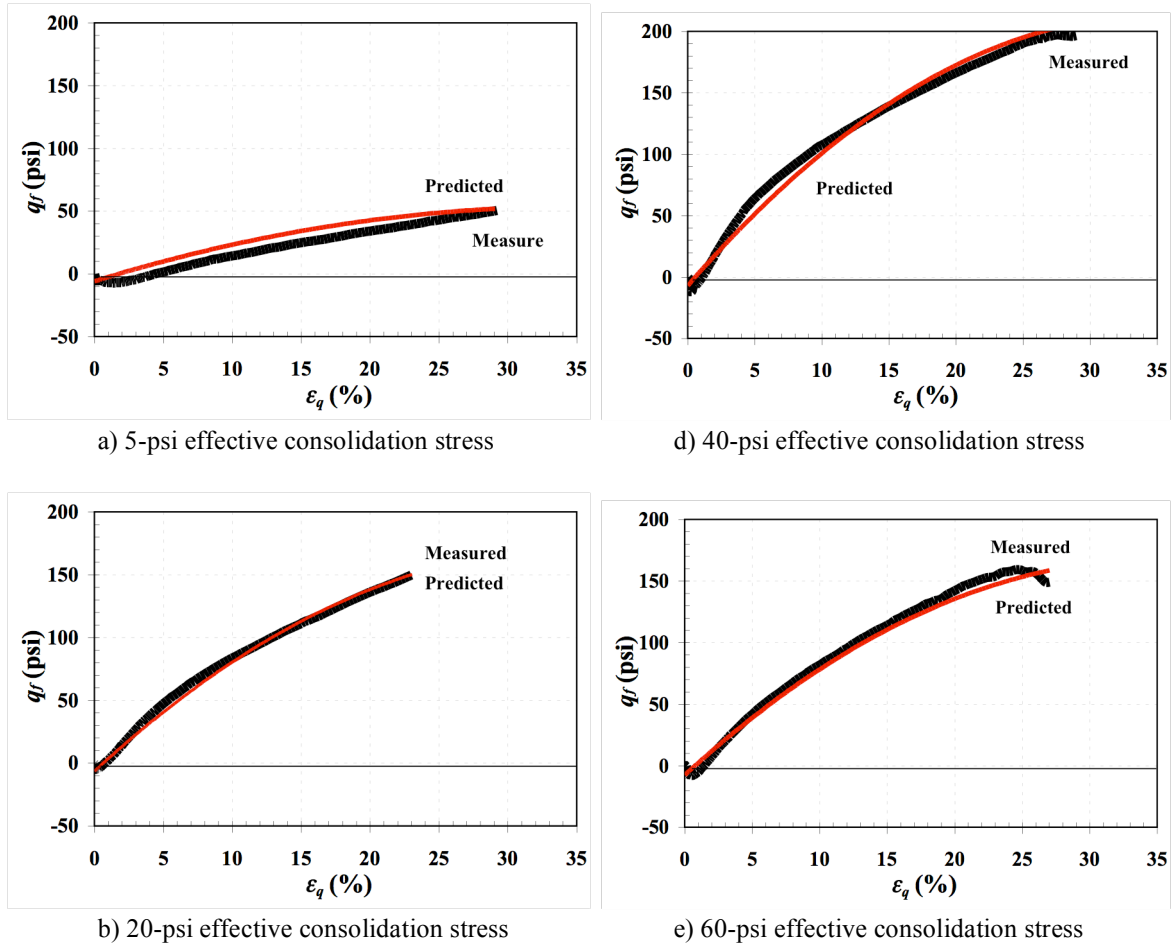 200
150
100
50
0
-50
qf (psi)
Predicted
Measure
0 5 10 15 20 25 30 35
εq (%)
a) 5-psi effective consolidation stress
200
150
100
50
0
-50
qf (psi)
Measured
Predicted
0 5 10 15 20 25 30 35
εq (%)
d) 40-psi effective consolidation stress
200
150
100
50
0
-50
qf (psi)
Measured
Predicted
0 5 10 15 20 25 30 35
εq (%)
b) 20-psi effective consolidation stress
200
150
100
50
0
-50
qf (psi)
Measured
Predicted
0 5 10 15 20 25 30 35
εq (%)
e) 60-psi effective consolidation stress